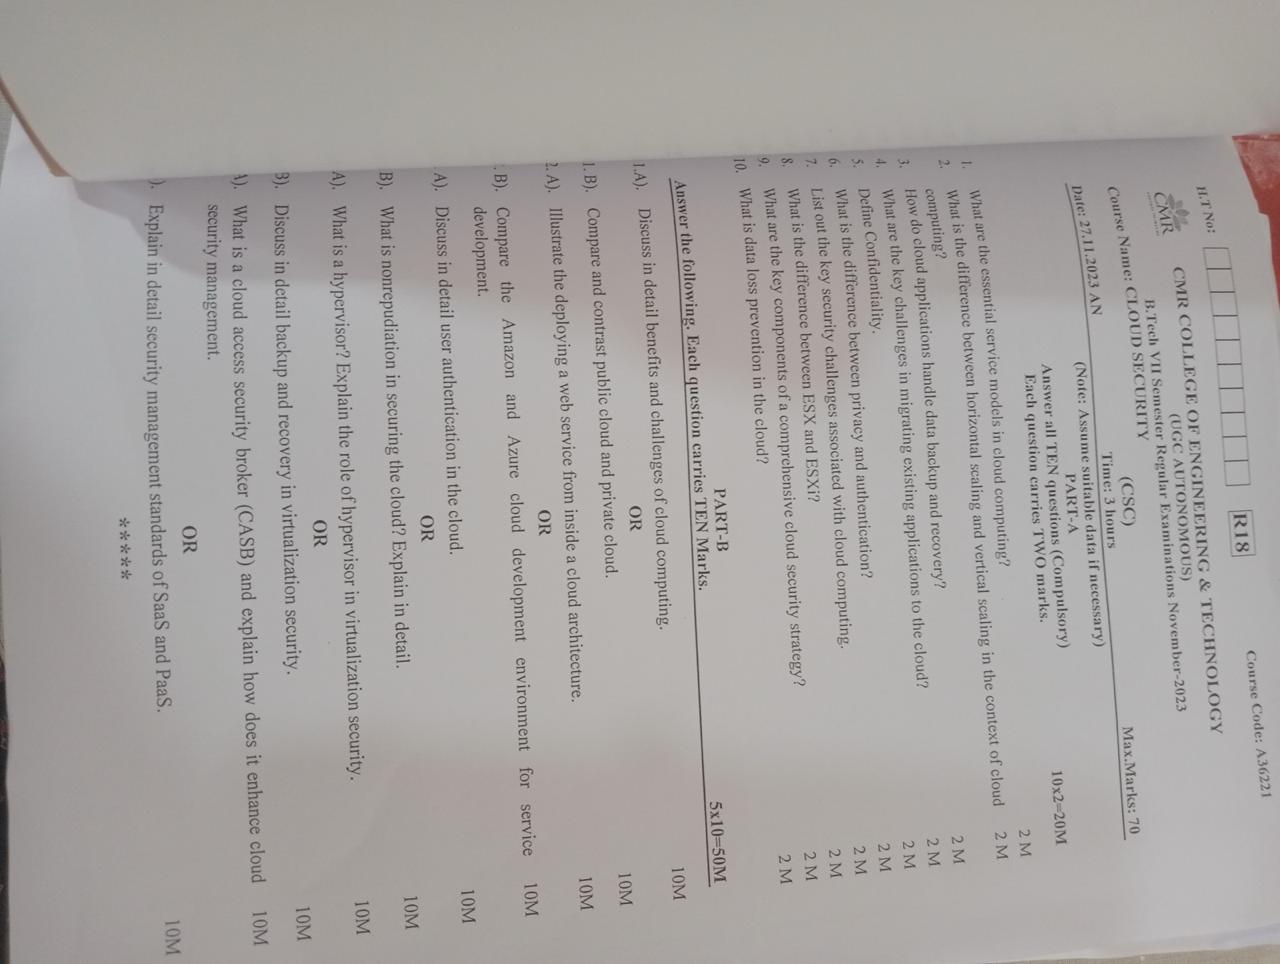 H.T No:
R18
Course Code: A36221
CMR
CMR COLLEGE OF ENGINEERING & TECHNOLOGY
(UGC AUTONOMOUS)
B.Tech VII Semester Regular Examinations November-2023
Course Name: CLOUD SECURITY
(CSC)
Date: 27.11.2023 AN
Time: 3 hours
Max.Marks: 70
(Note: Assume suitable data if necessary)
PART-A
Answer all TEN questions (Compulsory)
Each question carries TWO marks.
10x2=20M
1. What are the essential service models in cloud computing? 2 M
2. What is the difference between horizontal scaling and vertical scaling in the context of cloud 2 M
computing?
3. How do cloud applications handle data backup and recovery? 2 M
4. What are the key challenges in migrating existing applications to the cloud? 2 M
5. Define Confidentiality. 2 M
6. What is the difference between privacy and authentication? 2 M
7. List out the key security challenges associated with cloud computing. 2 M
8. What is the difference between ESX and ESXi? 2 M
9. What are the key components of a comprehensive cloud security strategy? 2 M
10. What is data loss prevention in the cloud? 2 M
PART-B
Answer the following. Each question carries TEN Marks. 5x10=50M
1.A). Discuss in detail benefits and challenges of cloud computing. 10M
OR
1. B). Compare and contrast public cloud and private cloud. 10M
2. A). Illustrate the deploying a web service from inside a cloud architecture. 10M
OR
. B). Compare the Amazon and Azure cloud development environment for service 10M
development.
A). Discuss in detail user authentication in the cloud. 10M
OR
B). What is nonrepudiation in securing the cloud? Explain in detail. 10M
A). What is a hypervisor? Explain the role of hypervisor in virtualization security. 10M
OR
B). Discuss in detail backup and recovery in virtualization security. 10M
A). What is a cloud access security broker (CASB) and explain how does it enhance cloud 10M
security management.
OR
). Explain in detail security management standards of SaaS and PaaS. 10M
*****